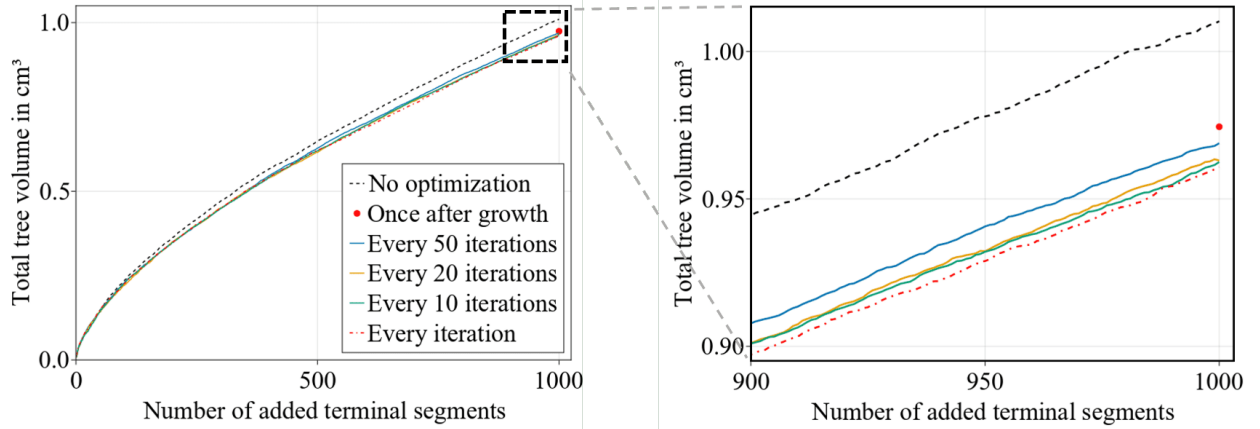 1.0
0.5
0.0
0
500
1000
Total tree volume in cm³
Number of added terminal segments
No optimization
Once after growth
Every 50 iterations
Every 20 iterations
Every 10 iterations
Every iteration
1.00
0.95
0.90
900
950
1000
Total tree volume in cm³
Number of added terminal segments